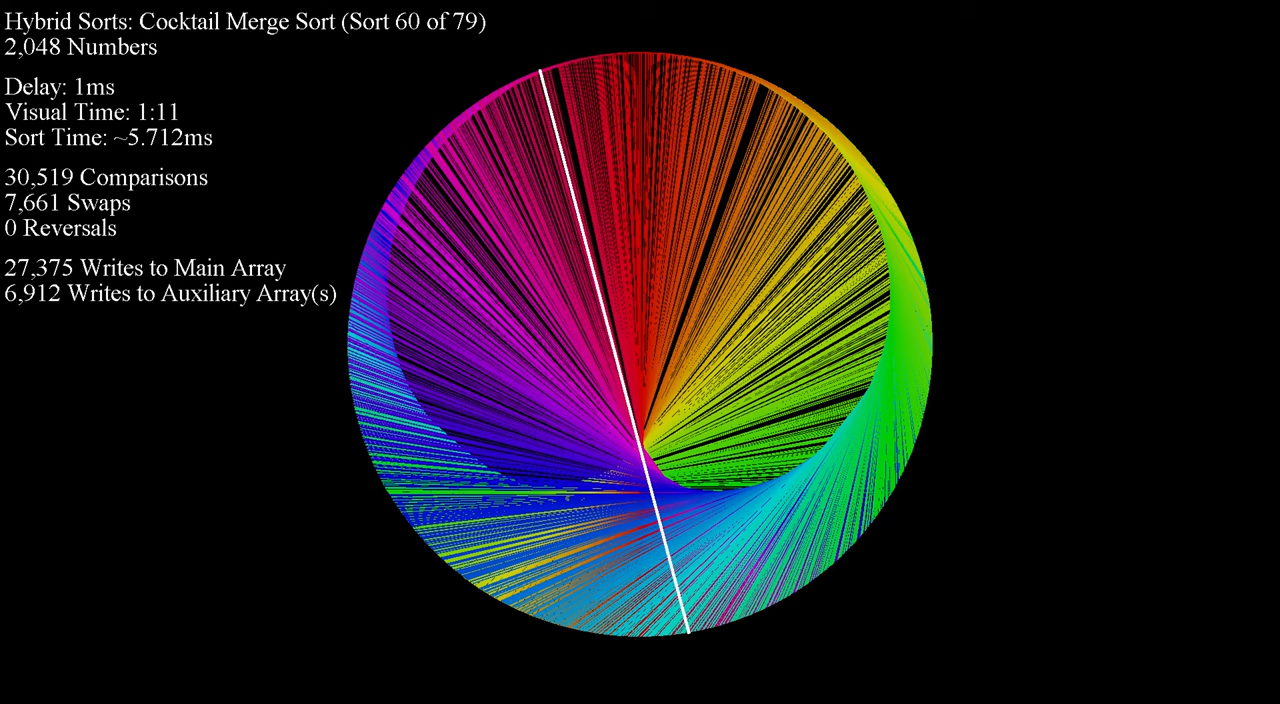 Hybrid Sorts: Cocktail Merge Sort (Sort 60 of 79)
2,048 Numbers
Delay: 1ms
Visual Time: 1:11
Sort Time: ~5.712ms
30,519 Comparisons
7,661 Swaps
0 Reversals
27,375 Writes to Main Array
6,912 Writes to Auxiliary Array(s)